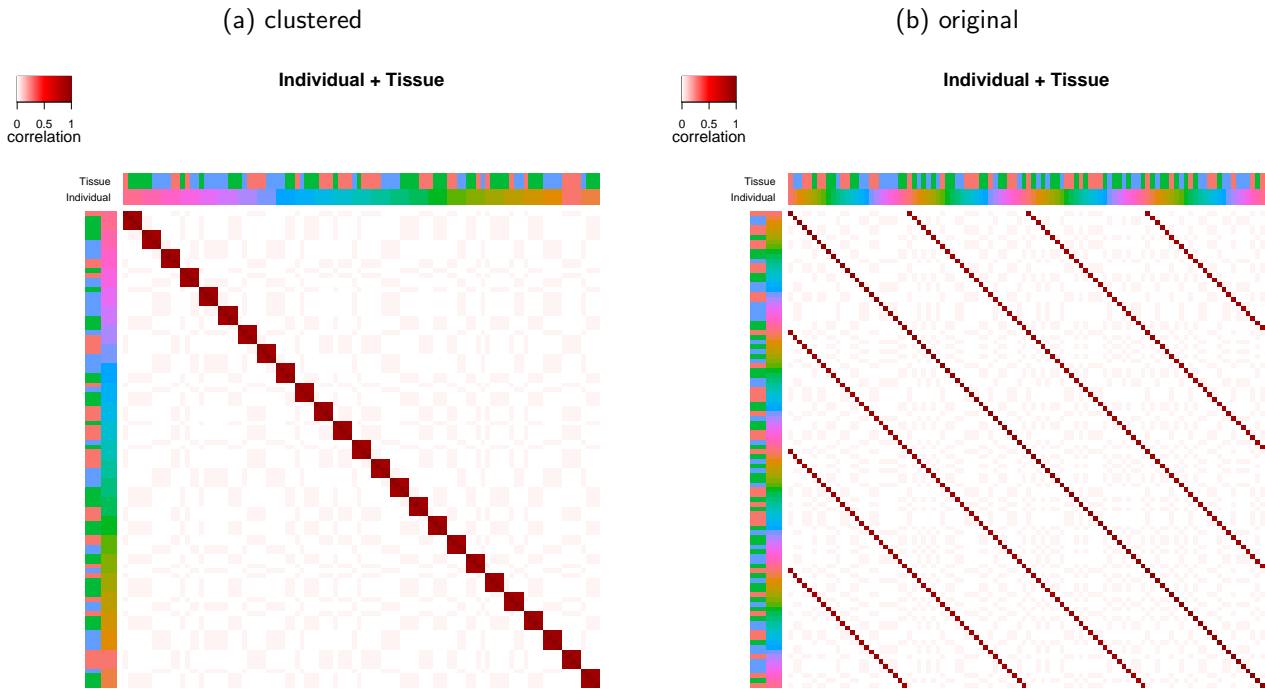 (a) clustered
Individual + Tissue
0 0.5 1
correlation
Tissue
Individual
(b) original
Individual + Tissue
0 0.5 1
correlation
Tissue
Individual